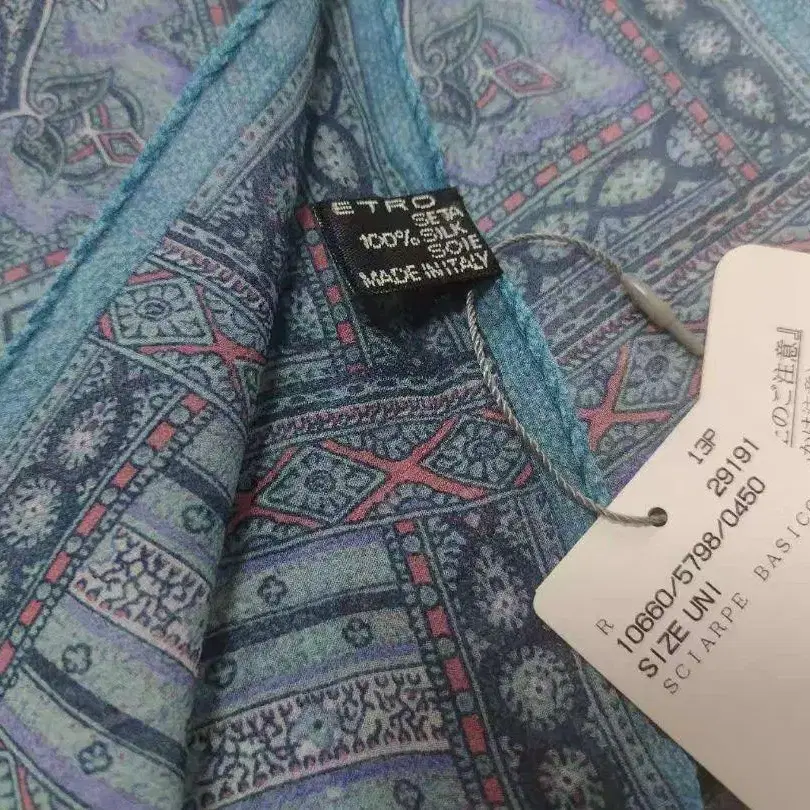 ETRO
SETA
100% SILK
SOIE
MADE IN ITALY
このご注意』
13P
29191
R
10660/5798/0450
SIZE UNI
SCIARPE BASIC